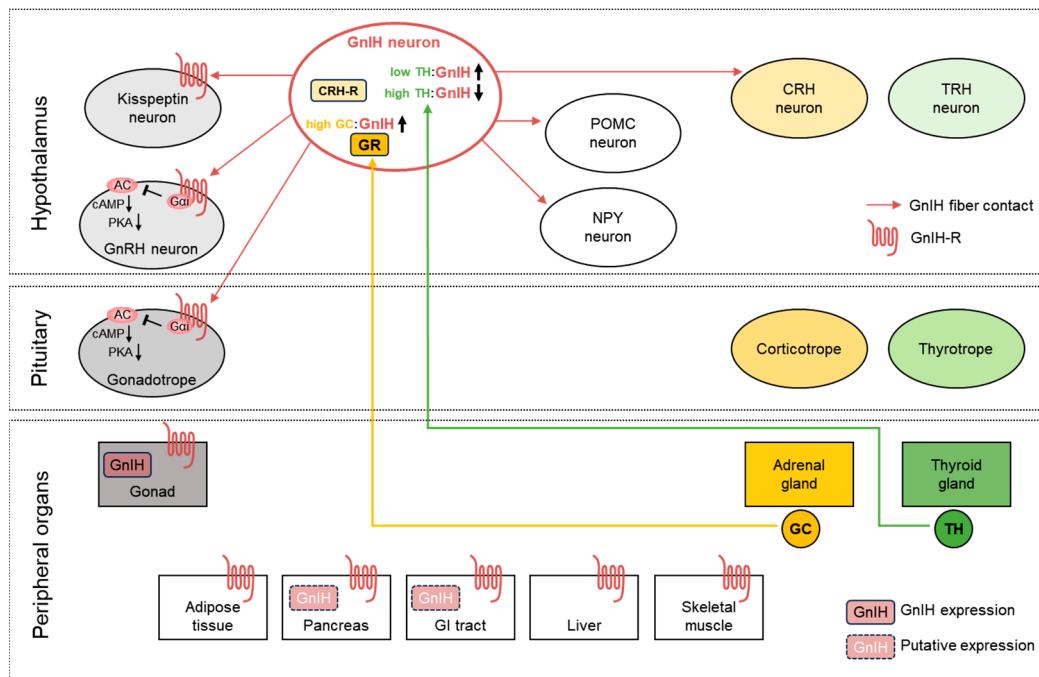 Hypothalamus
GnIH neuron
low TH:GnIH
high TH:GnIH
CRH-R
high GC:GnIH
GR
Kisspeptin
neuron
AC
Gαi
cAMP
PKA
GnRH neuron
POMC
neuron
NPY
neuron
CRH
neuron
TRH
neuron
GnIH fiber contact
GnIH-R
Pituitary
AC
Gαi
cAMP
PKA
Gonadotrope
Corticotrope
Thyrotrope
Peripheral organs
GnIH
Gonad
Adrenal
gland
GC
Thyroid
gland
TH
Adipose
tissue
GnIH
Pancreas
GnIH
GI tract
Liver
Skeletal
muscle
GnIH GnIH expression
GnIH Putative expression